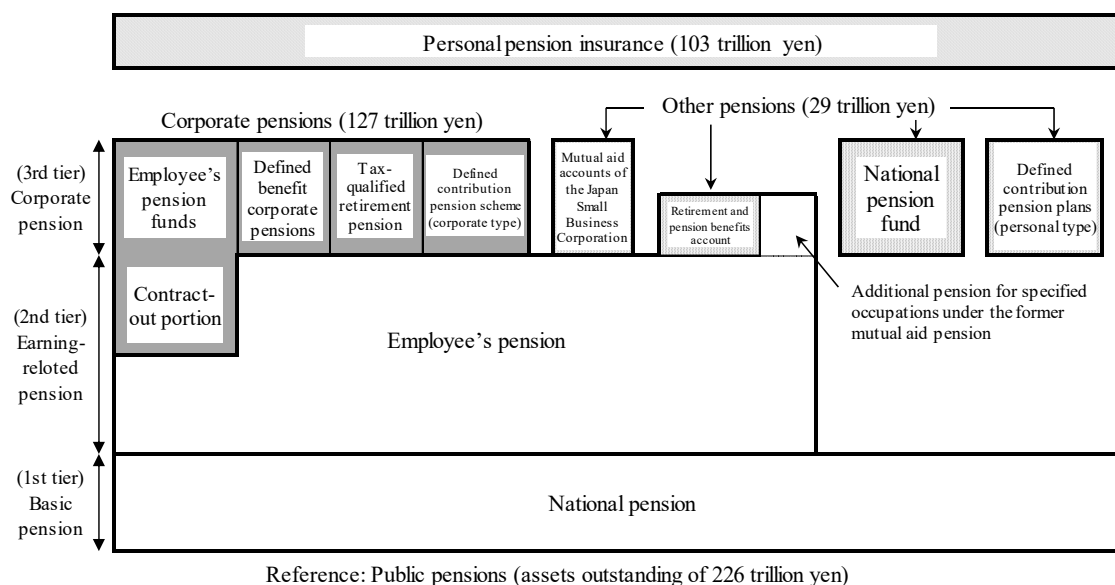 Personal pension insurance (103 trillion yen)
Other pensions (29 trillion yen)
Corporate pensions (127 trillion yen)
(3rd tier)
Corporate
pension
Employee's
pension
funds
Defined
benefit
corporate
pensions
Tax-
qualified
retirement
pension
Defined
contribution
pension scheme
(corporate type)
Mutual aid
accounts of
the Japan
Small
Business
Corporation
Retirement and
pension benefits
account
National
pension
fund
Defined
contribution
pension plans
(personal type)
(2nd tier)
Earning-
reloted
pension
Contract-
out portion
Employee's pension
Additional pension for specified
occupations under the former
mutual aid pension
(1st tier)
Basic
pension
National pension
Reference: Public pensions (assets outstanding of 226 trillion yen)